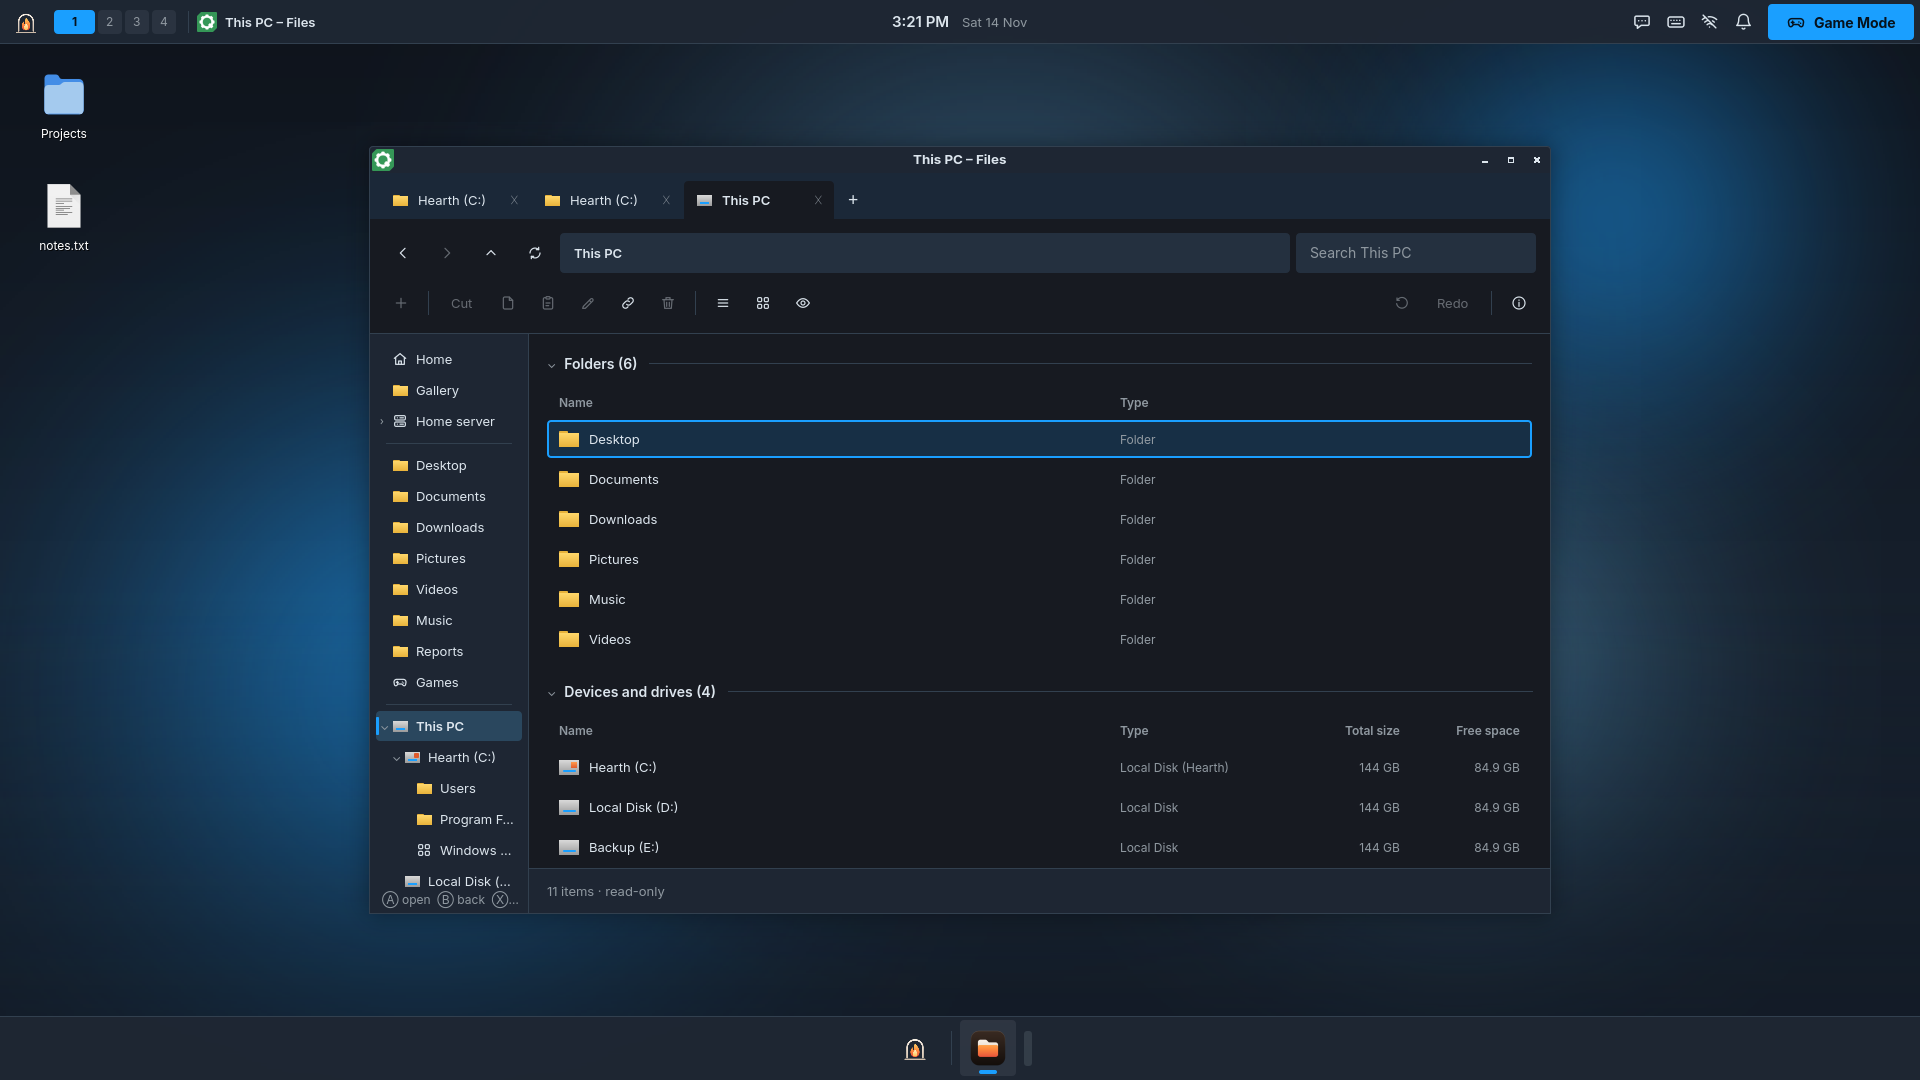 1 2 3 4 This PC – Files 3:21 PM Sat 14 Nov Game Mode
Projects
notes.txt
This PC – Files
Hearth (C:) X Hearth (C:) X This PC X +
This PC Search This PC
Cut Redo
Home
Gallery
Home server
Desktop
Documents
Downloads
Pictures
Videos
Music
Reports
Games
This PC
Hearth (C:)
Users
Program F...
Windows ...
Local Disk (...
A open B back X...
Folders (6)
Name Type
Desktop Folder
Documents Folder
Downloads Folder
Pictures Folder
Music Folder
Videos Folder
Devices and drives (4)
Name Type Total size Free space
Hearth (C:) Local Disk (Hearth) 144 GB 84.9 GB
Local Disk (D:) Local Disk 144 GB 84.9 GB
Backup (E:) Local Disk 144 GB 84.9 GB
11 items · read-only